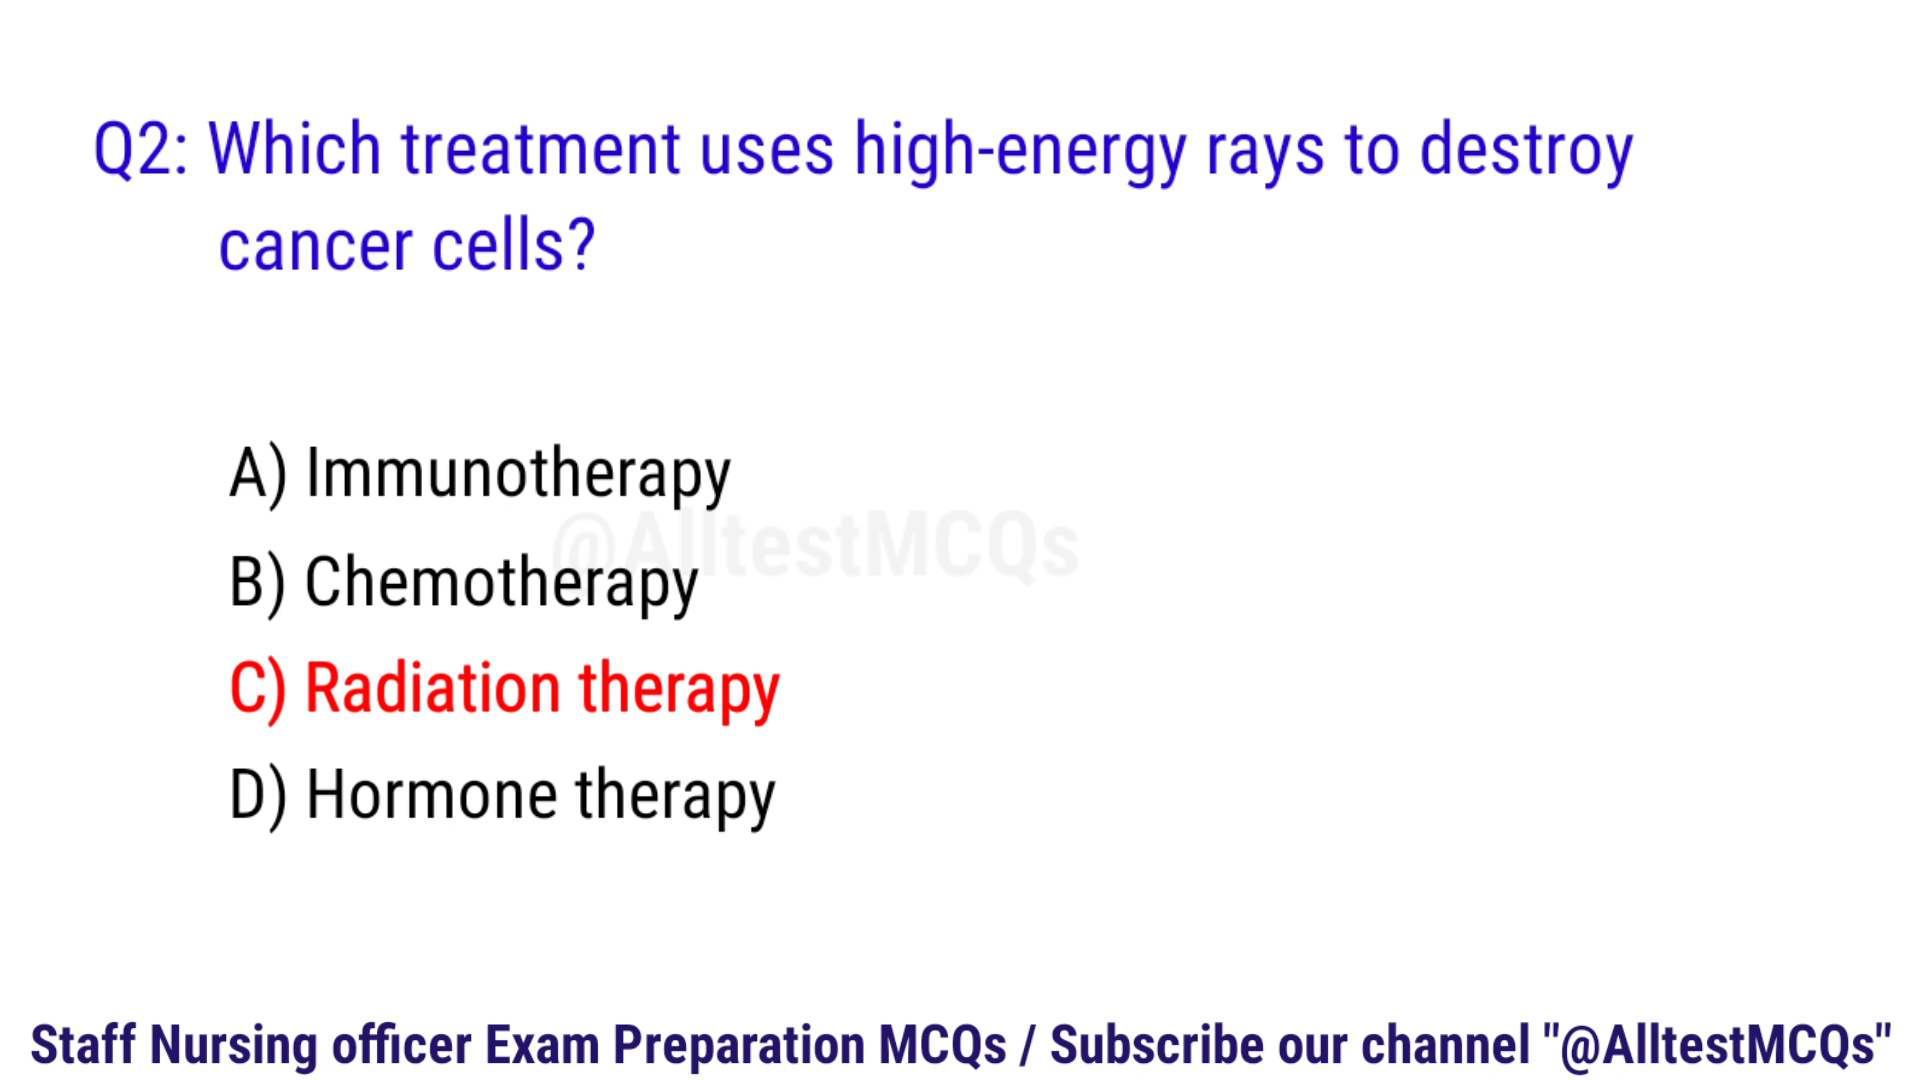 Q2: Which treatment uses high-energy rays to destroy
cancer cells?
A) Immunotherapy
@AlltestMCQs
B) Chemotherapy
C) Radiation therapy
D) Hormone therapy
Staff Nursing officer Exam Preparation MCQs / Subscribe our channel "@AlltestMCQs"